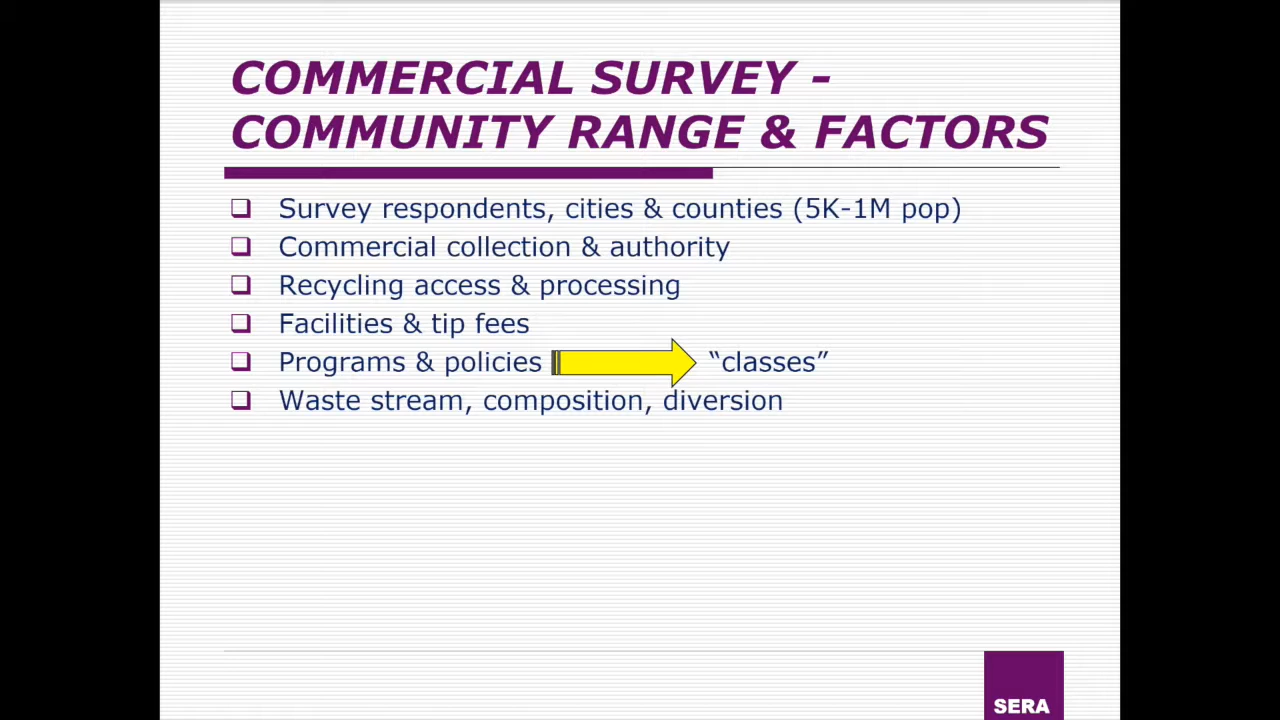 COMMERCIAL SURVEY -
COMMUNITY RANGE & FACTORS
Survey respondents, cities & counties (5K-1M pop)
Commercial collection & authority
Recycling access & processing
Facilities & tip fees
Programs & policies “classes”
Waste stream, composition, diversion
SERA